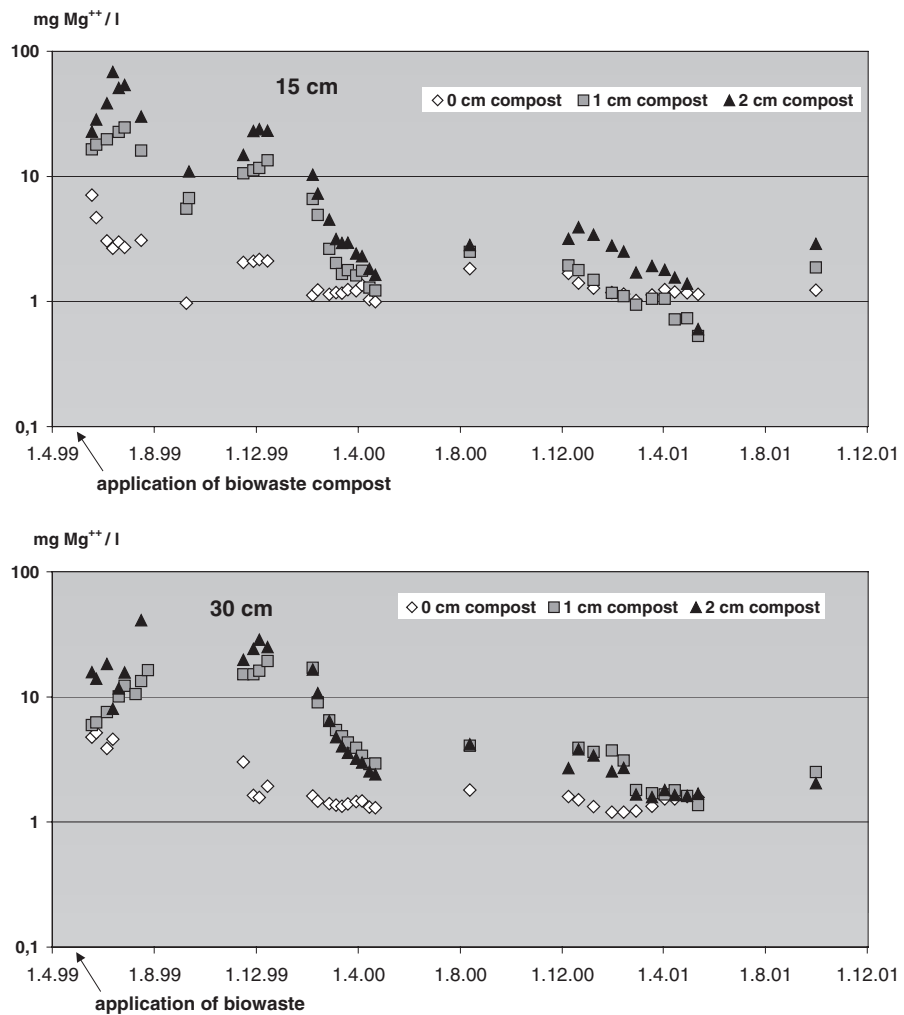 mg Mg++ / l
100
15 cm
0 cm compost 1 cm compost 2 cm compost
10
1
0,1
1.4.99 1.8.99 1.12.99 1.4.00 1.8.00 1.12.00 1.4.01 1.8.01 1.12.01
application of biowaste compost
mg Mg++ / l
100
30 cm
0 cm compost 1 cm compost 2 cm compost
10
1
0,1
1.4.99 1.8.99 1.12.99 1.4.00 1.8.00 1.12.00 1.4.01 1.8.01 1.12.01
application of biowaste